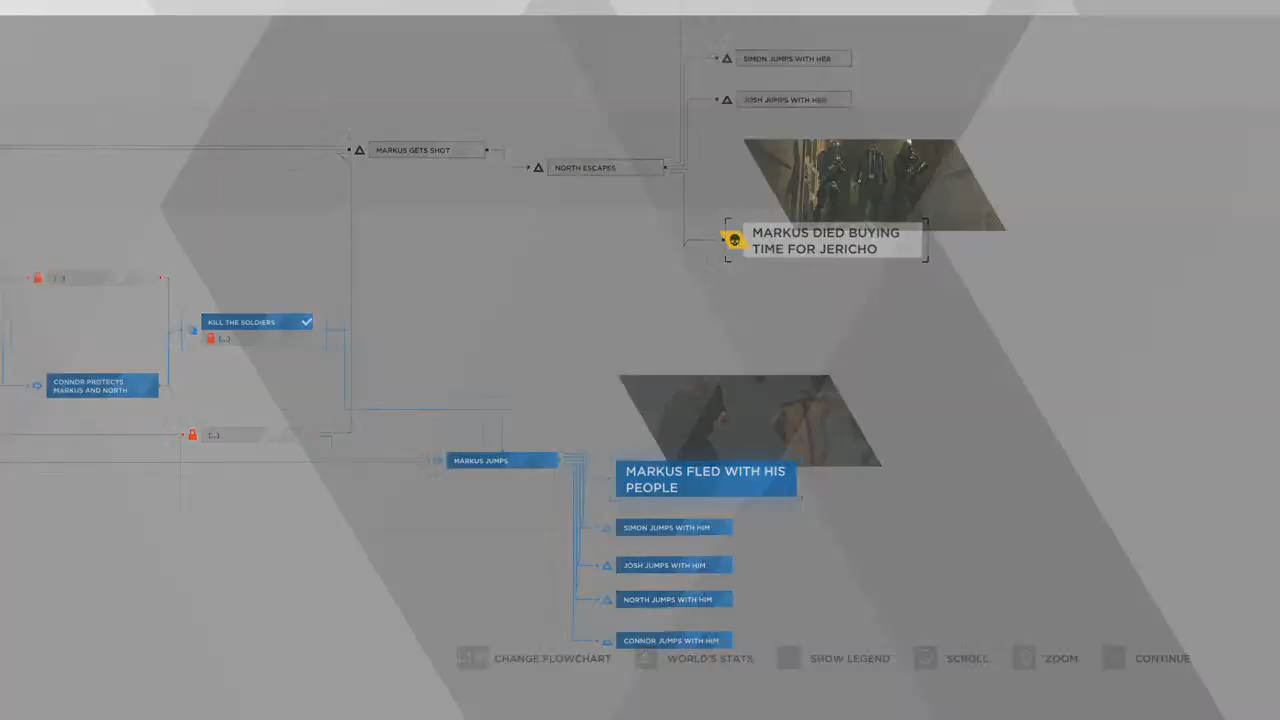 SIMON JUMPS WITH HER
JOSH JUMPS WITH HER
MARKUS GETS SHOT
NORTH ESCAPES
MARKUS DIED BUYING
TIME FOR JERICHO
(...)
KILL THE SOLDIERS
(...)
CONNOR PROTECTS
MARKUS AND NORTH
(...)
MARKUS JUMPS
MARKUS FLED WITH HIS
PEOPLE
SIMON JUMPS WITH HIM
JOSH JUMPS WITH HIM
NORTH JUMPS WITH HIM
CONNOR JUMPS WITH HIM
CHANGE FLOWCHART
WORLD'S STATS
SHOW LEGEND
SCROLL
ZOOM
CONTINUE